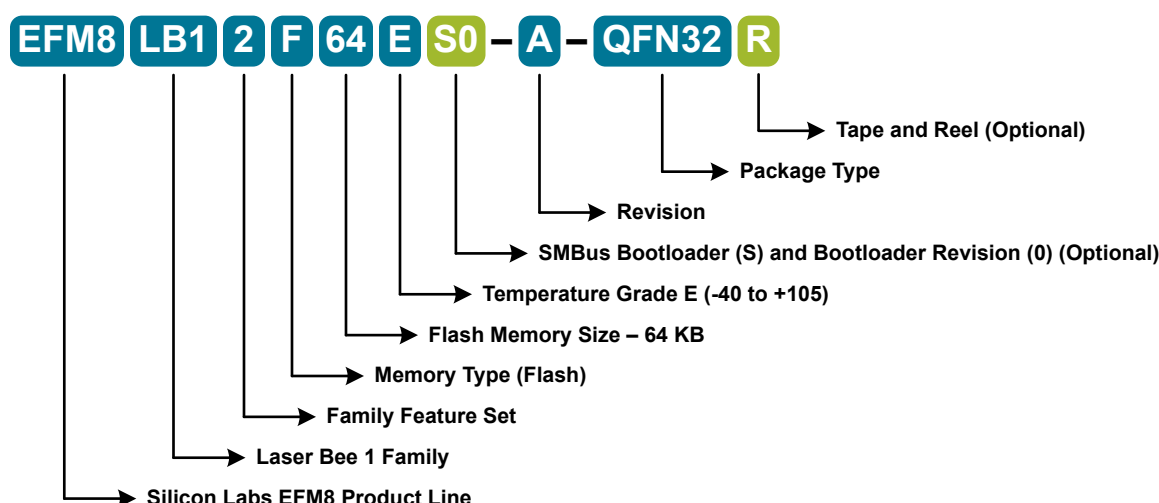 EFM8 LB1 2 F 64 E S0 – A – QFN32 R
Tape and Reel (Optional)
Package Type
Revision
SMBus Bootloader (S) and Bootloader Revision (0) (Optional)
Temperature Grade E (-40 to +105)
Flash Memory Size – 64 KB
Memory Type (Flash)
Family Feature Set
Laser Bee 1 Family
Silicon Labs EFM8 Product Line